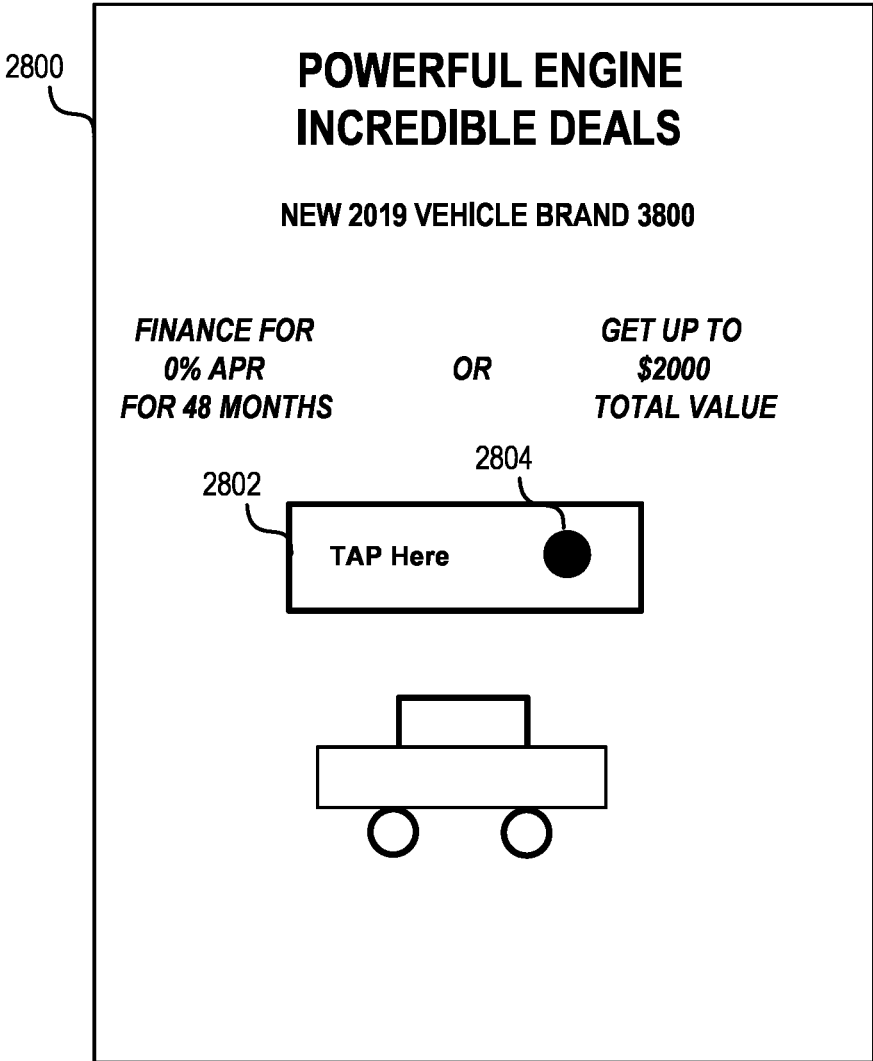 2800
POWERFUL ENGINE
INCREDIBLE DEALS
NEW 2019 VEHICLE BRAND 3800
FINANCE FOR
0% APR
FOR 48 MONTHS
OR
GET UP TO
$2000
TOTAL VALUE
2802
2804
TAP Here